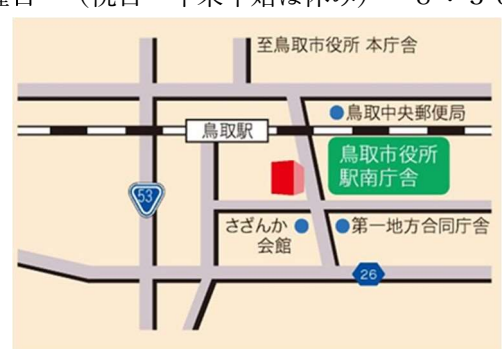 至鳥取市役所 本庁舎
鳥取中央郵便局
鳥取駅
鳥取市役所
駅南庁舎
53
さざんか
会館
第一地方合同庁舎
26